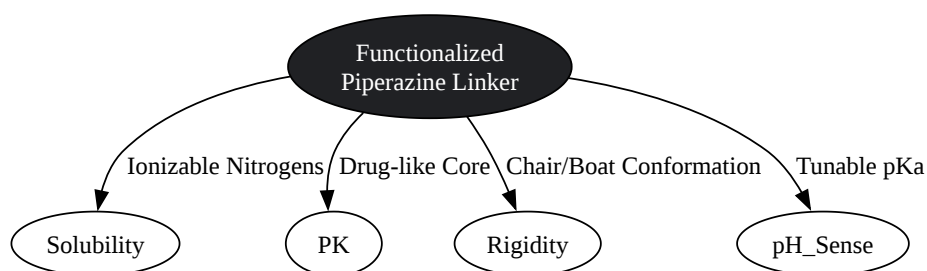 Functionalized
Piperazine Linker
Ionizable Nitrogens
Drug-like Core
Chair/Boat Conformation
Tunable pKa
Solubility
PK
Rigidity
pH_Sense